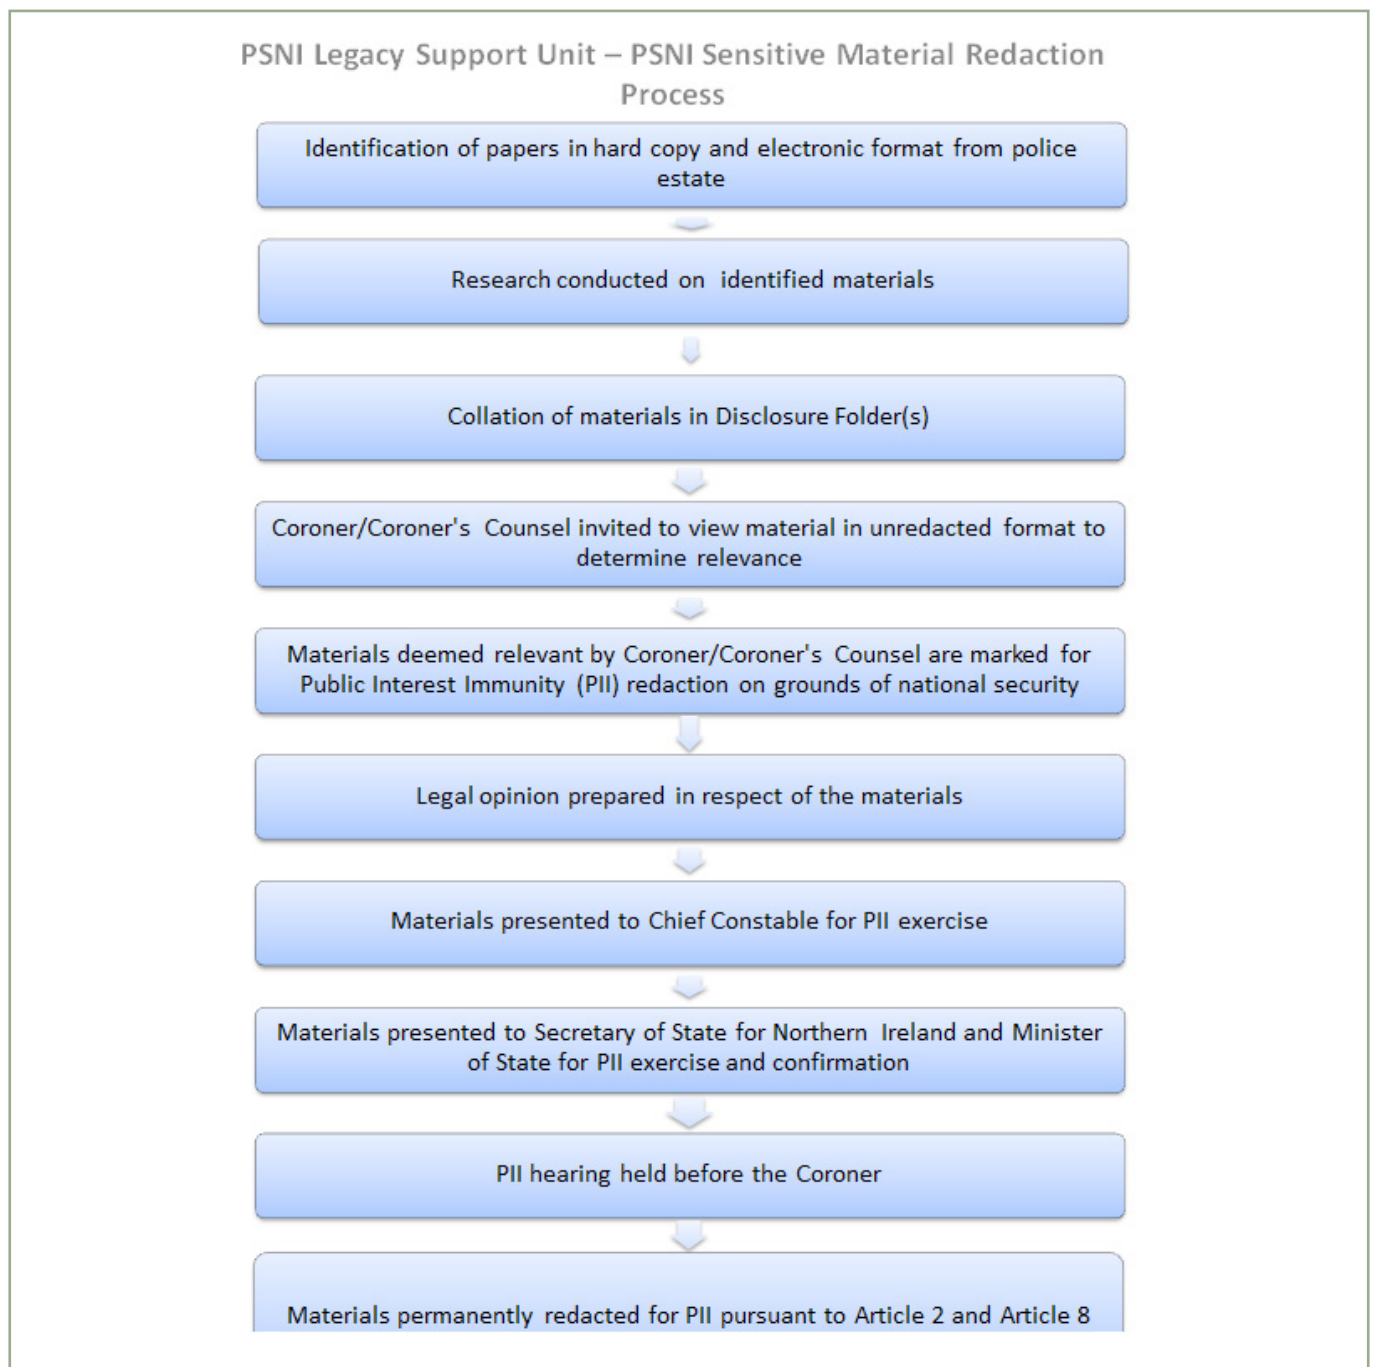 PSNI Legacy Support Unit – PSNI Sensitive Material Redaction
Process
Identification of papers in hard copy and electronic format from police
estate
Research conducted on identified materials
Collation of materials in Disclosure Folder(s)
Coroner/Coroner's Counsel invited to view material in unredacted format to
determine relevance
Materials deemed relevant by Coroner/Coroner's Counsel are marked for
Public Interest Immunity (PII) redaction on grounds of national security
Legal opinion prepared in respect of the materials
Materials presented to Chief Constable for PII exercise
Materials presented to Secretary of State for Northern Ireland and Minister
of State for PII exercise and confirmation
PII hearing held before the Coroner
Materials permanently redacted for PII pursuant to Article 2 and Article 8